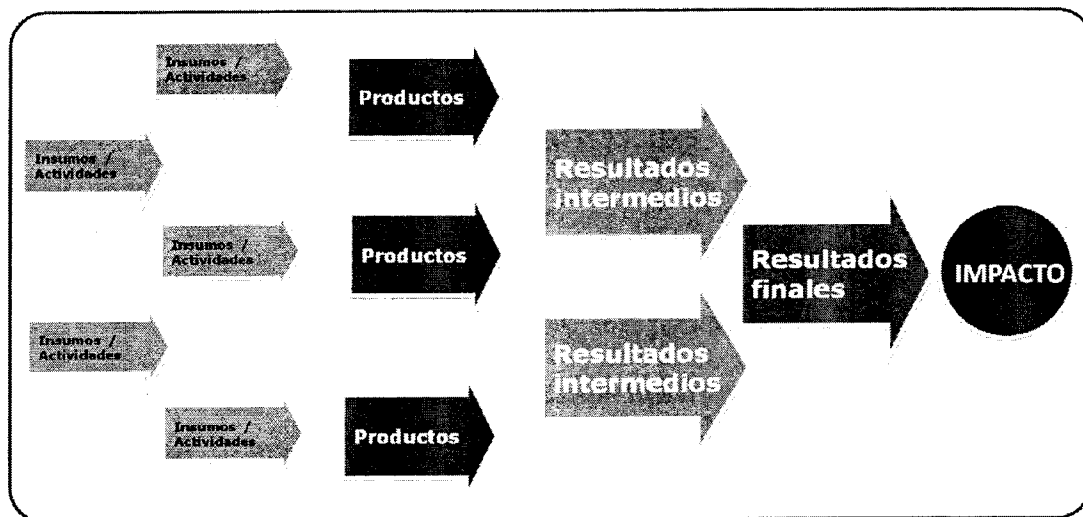 Insumos /
Actividades
Insumos /
Actividades
Insumos /
Actividades
Insumos /
Actividades
Insumos /
Actividades
Productos
Productos
Productos
Resultados
intermedios
Resultados
intermedios
Resultados
finales
IMPACTO